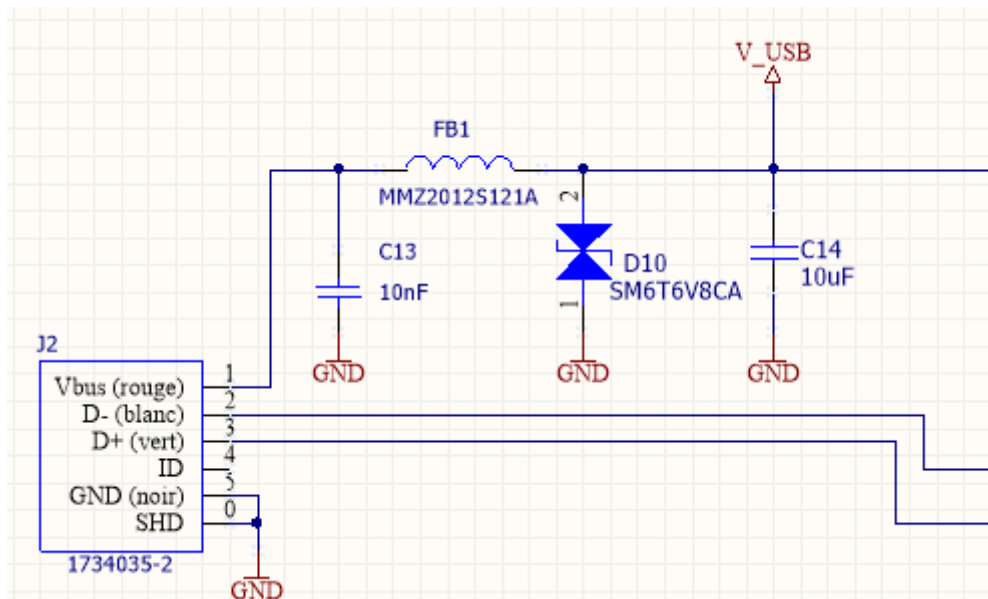 V_USB
FB1
MMZ2012S121A
2
C13
10nF
D10
SM6T6V8CA
C14
10uF
1
GND
GND
GND
J2
Vbus (rouge) 1
D- (blanc) 2
D+ (vert) 3
ID 4
GND (noir) 5
SHD 0
1734035-2
GND